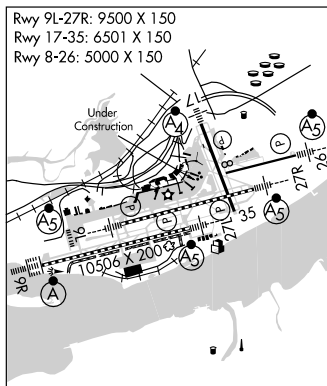 Rwy 9L-27R: 9500 X 150
Rwy 17-35: 6501 X 150
Rwy 8-26: 5000 X 150
Under
Construction
17
A4
A5
P
P
8
P
26
27R
A5
35
A5
P
9L
P
27L
A5
10506 X 200
9R
A